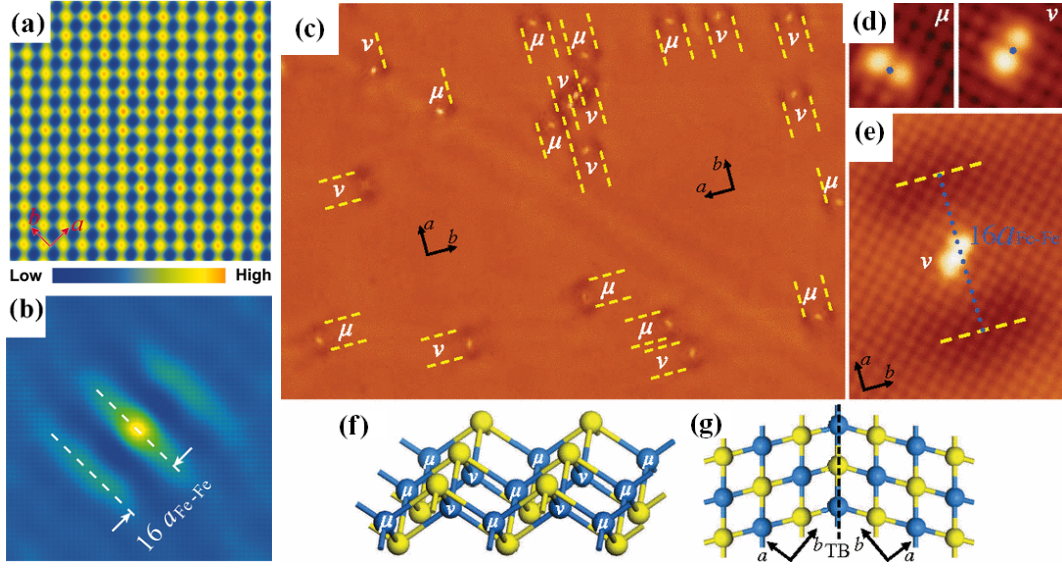 (a)
b a
Low High
(b)
16 aFe-Fe
(c)
ν μ μ μ ν ν
ν
μ ν ν
μ
ν ν
b
a
μ
a
b
μ μ
μ ν μ
ν
(d) μ ν
(e)
16aFe-Fe
ν
a
b
(f)
μ μ μ
ν ν
μ μ μ
ν ν
μ μ μ
(g)
a b TB b a